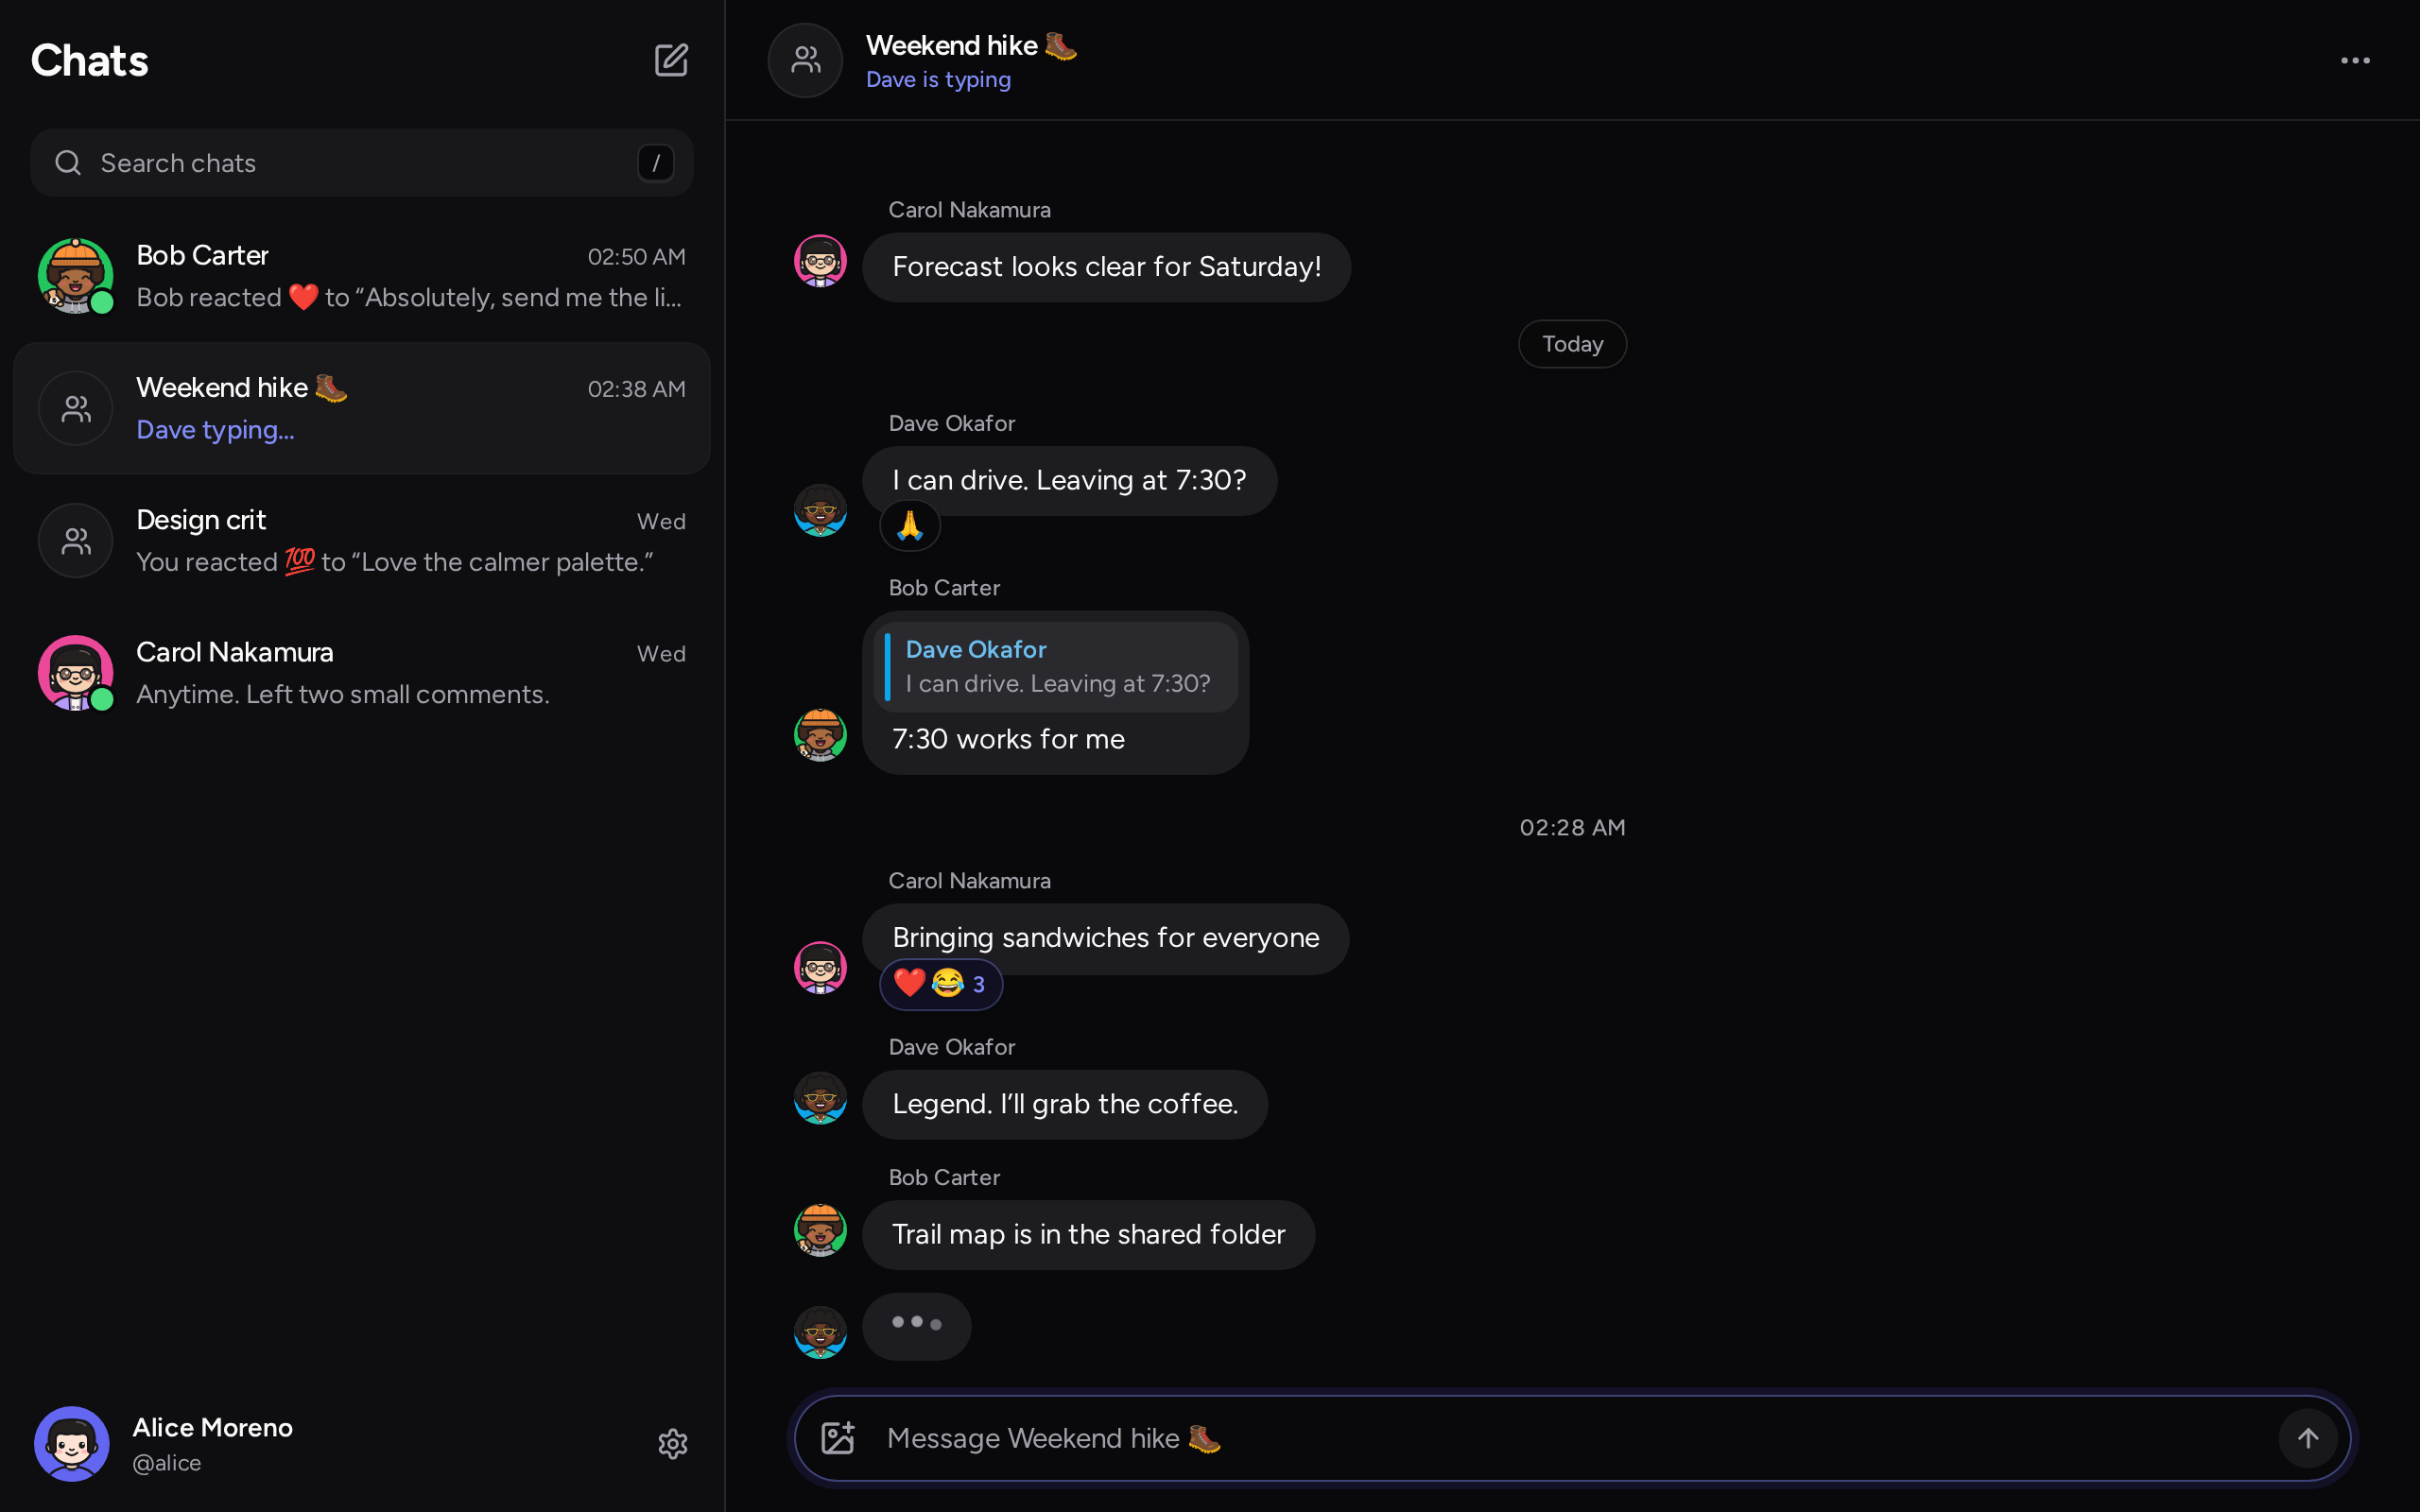 Chats
Search chats
/
Bob Carter
02:50 AM
Bob reacted ❤️ to “Absolutely, send me the li...
Weekend hike 🥾
02:38 AM
Dave typing...
Design crit
Wed
You reacted 💯 to “Love the calmer palette.”
Carol Nakamura
Wed
Anytime. Left two small comments.
Alice Moreno
@alice
Weekend hike 🥾
Dave is typing
Carol Nakamura
Forecast looks clear for Saturday!
Today
Dave Okafor
I can drive. Leaving at 7:30?
🙏
Bob Carter
Dave Okafor
I can drive. Leaving at 7:30?
7:30 works for me
02:28 AM
Carol Nakamura
Bringing sandwiches for everyone
❤️😂 3
Dave Okafor
Legend. I’ll grab the coffee.
Bob Carter
Trail map is in the shared folder
Message Weekend hike 🥾